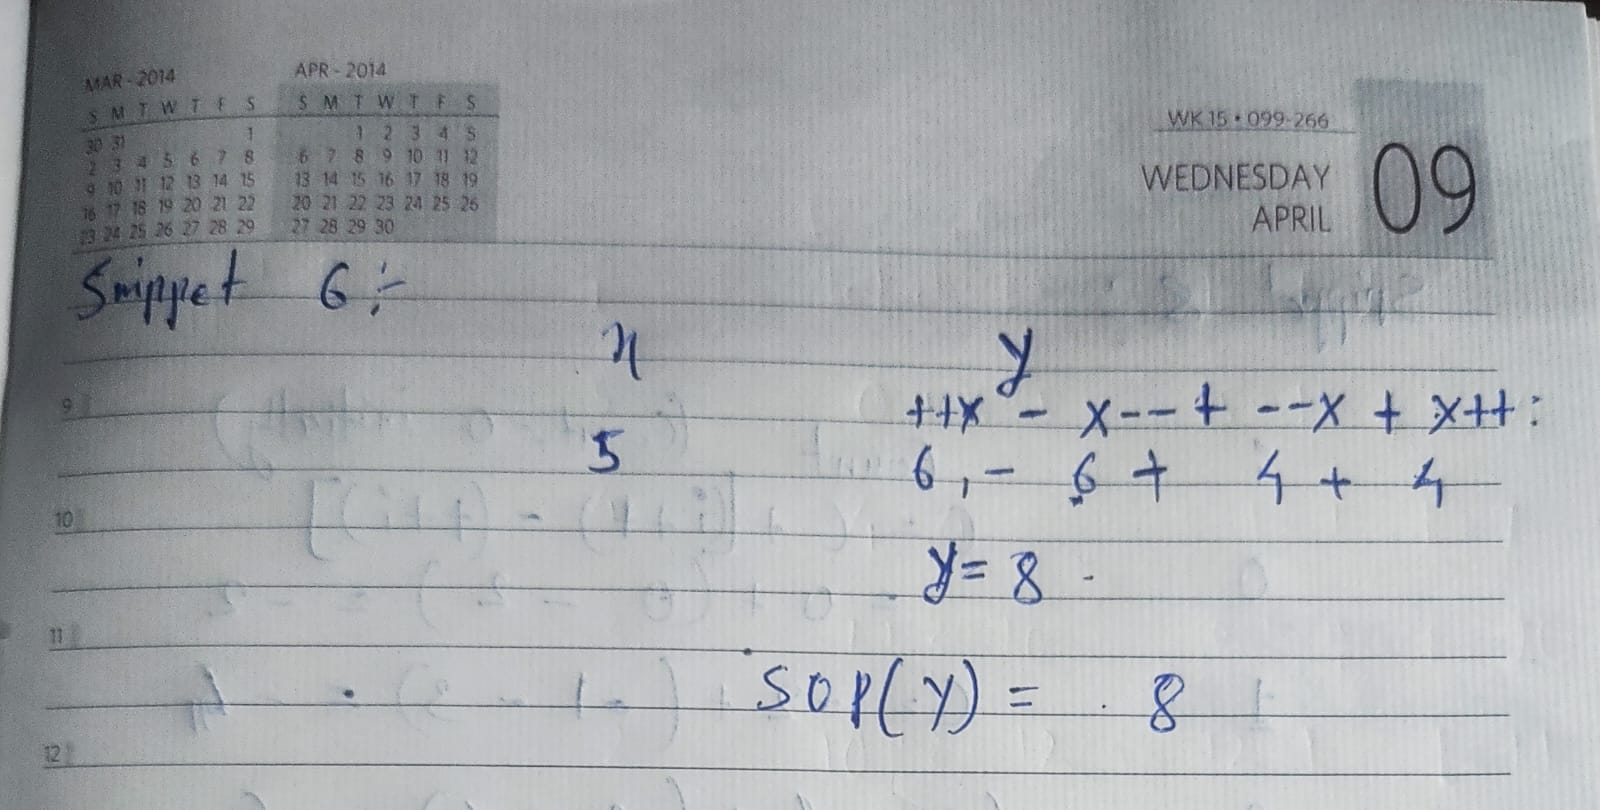 MAR - 2014
S M T W T F S
30 31 1
2 3 4 5 6 7 8
9 10 11 12 13 14 15
16 17 18 19 20 21 22
23 24 25 26 27 28 29
APR - 2014
S M T W T F S
1 2 3 4 5
6 7 8 9 10 11 12
13 14 15 16 17 18 19
20 21 22 23 24 25 26
27 28 29 30
WK 15 • 099-266
WEDNESDAY
APRIL
09
Snippet 6 :-
x y
++x - x-- + --x + x++ :
9
5 6 , - 6 + 4 + 4
10
y = 8 .
11
SOP(y) = . 8
12